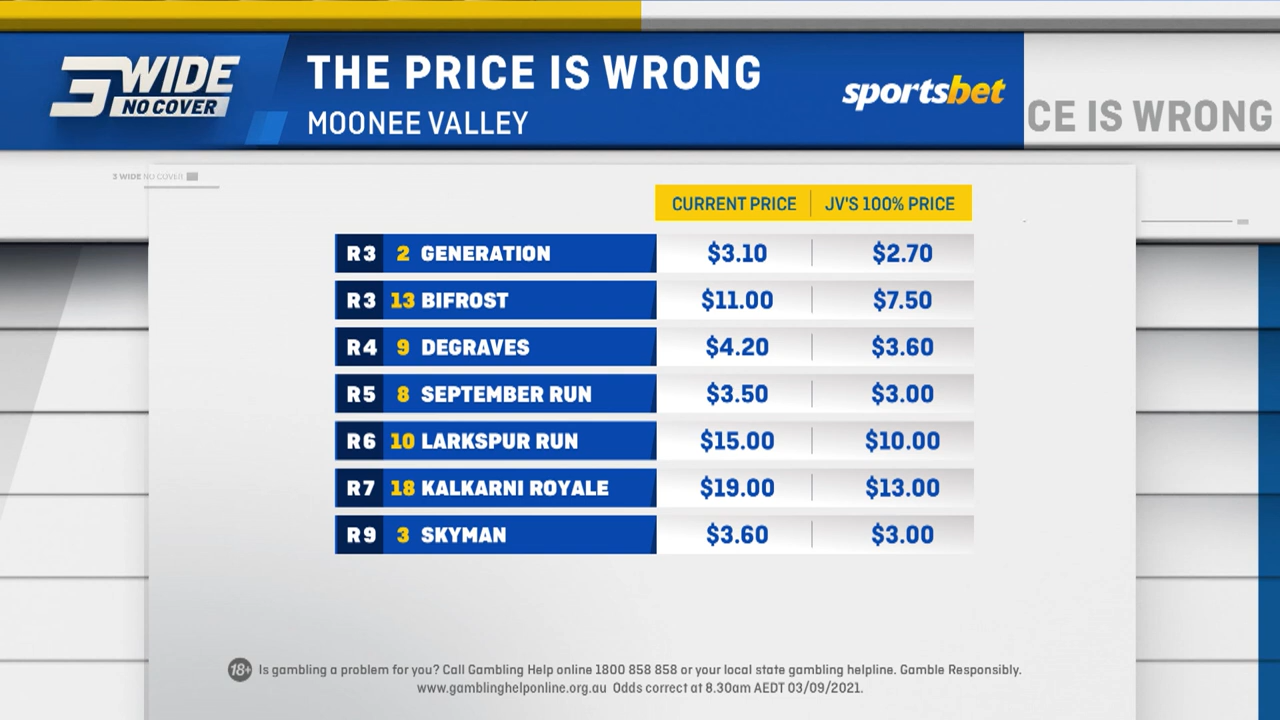 3 WIDE
NO COVER
THE PRICE IS WRONG
MOONEE VALLEY
sportsbet
CE IS WRONG
3 WIDE NO COVER
CURRENT PRICE JV'S 100% PRICE
R3 2 GENERATION $3.10 $2.70
R3 13 BIFROST $11.00 $7.50
R4 9 DEGRAVES $4.20 $3.60
R5 8 SEPTEMBER RUN $3.50 $3.00
R6 10 LARKSPUR RUN $15.00 $10.00
R7 18 KALKARNI ROYALE $19.00 $13.00
R9 3 SKYMAN $3.60 $3.00
18+ Is gambling a problem for you? Call Gambling Help online 1800 858 858 or your local state gambling helpline. Gamble Responsibly.
www.gamblinghelponline.org.au Odds correct at 8.30am AEDT 03/09/2021.